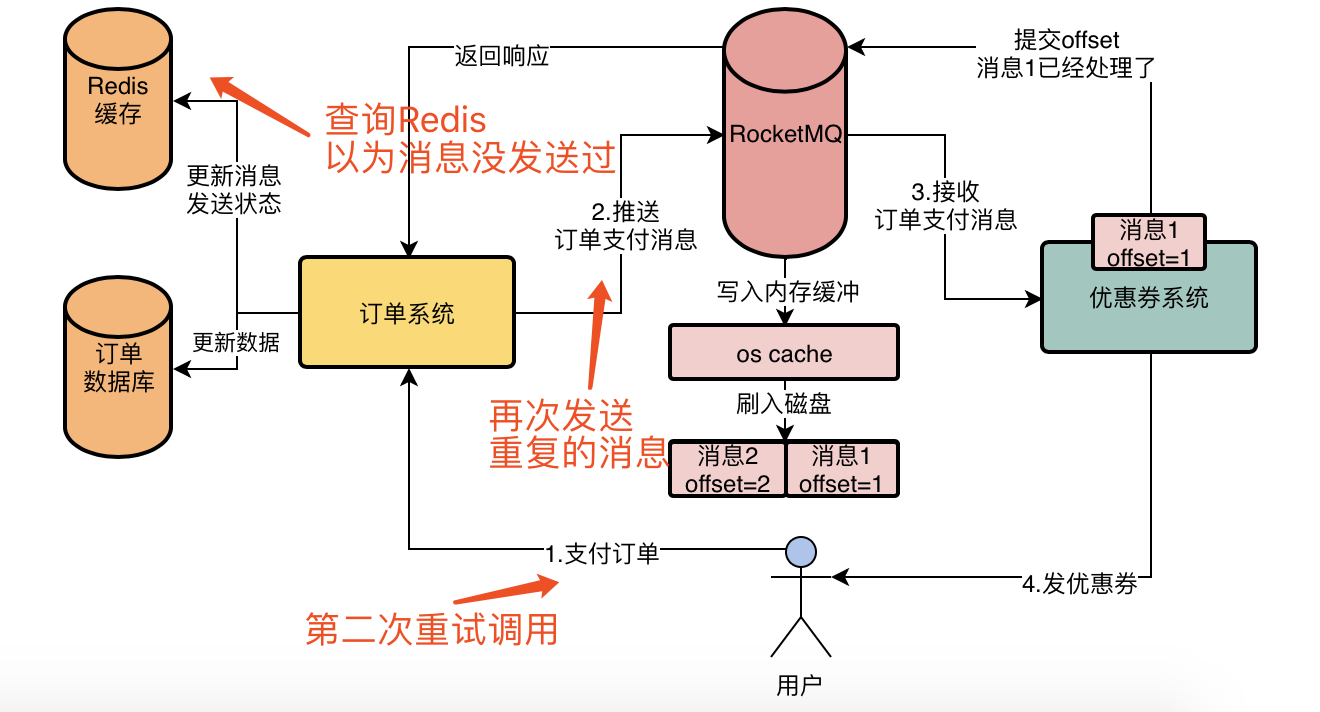 提交offset
消息1已经处理了
返回响应
Redis
缓存
查询Redis
以为消息没发送过
RocketMQ
更新消息
发送状态
2.推送
订单支付消息
3.接收
订单支付消息
消息1
offset=1
优惠券系统
写入内存缓冲
订单系统
更新数据
订单
数据库
os cache
刷入磁盘
再次发送
重复的消息
消息2
offset=2
消息1
offset=1
1.支付订单
4.发优惠券
第二次重试调用
用户